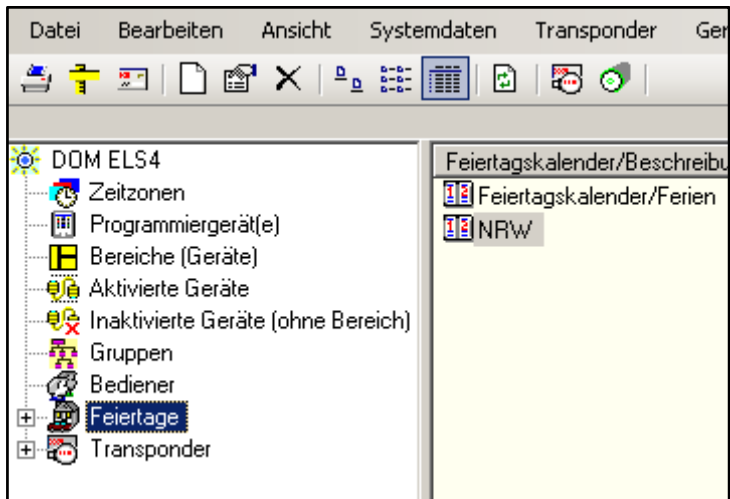 Datei Bearbeiten Ansicht Systemdaten Transponder Ger
DOM ELS4
Zeitzonen
Programmiergerät(e)
Bereiche (Geräte)
Aktivierte Geräte
Inaktivierte Geräte (ohne Bereich)
Gruppen
Bediener
Feiertage
Transponder
Feiertagskalender/Beschreibu
Feiertagskalender/Ferien
NRW